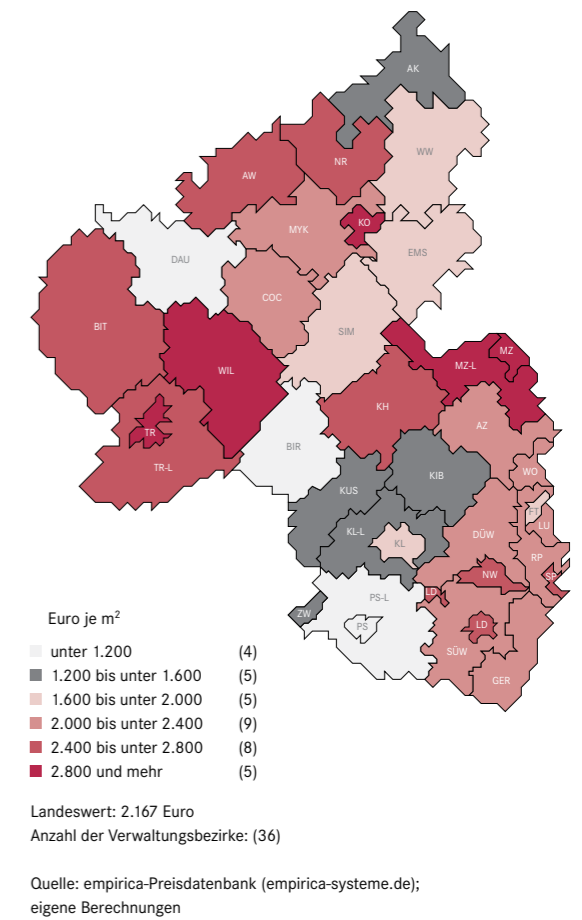 AK
WW
NR
AW
KO
MYK
EMS
DAU
COC
SIM
BIT
WIL
MZ
MZ-L
KH
AZ
TR
TR-L
BIR
WO
KIB
KUS
FT
LU
KL-L
KL
DÜW
RP
NW
SP
LD
PS-L
ZW
PS
LD
SÜW
GER
Euro je m²
unter 1.200 (4)
1.200 bis unter 1.600 (5)
1.600 bis unter 2.000 (5)
2.000 bis unter 2.400 (9)
2.400 bis unter 2.800 (8)
2.800 und mehr (5)
Landeswert: 2.167 Euro
Anzahl der Verwaltungsbezirke: (36)
Quelle: empirica-Preisdatenbank (empirica-systeme.de);
eigene Berechnungen